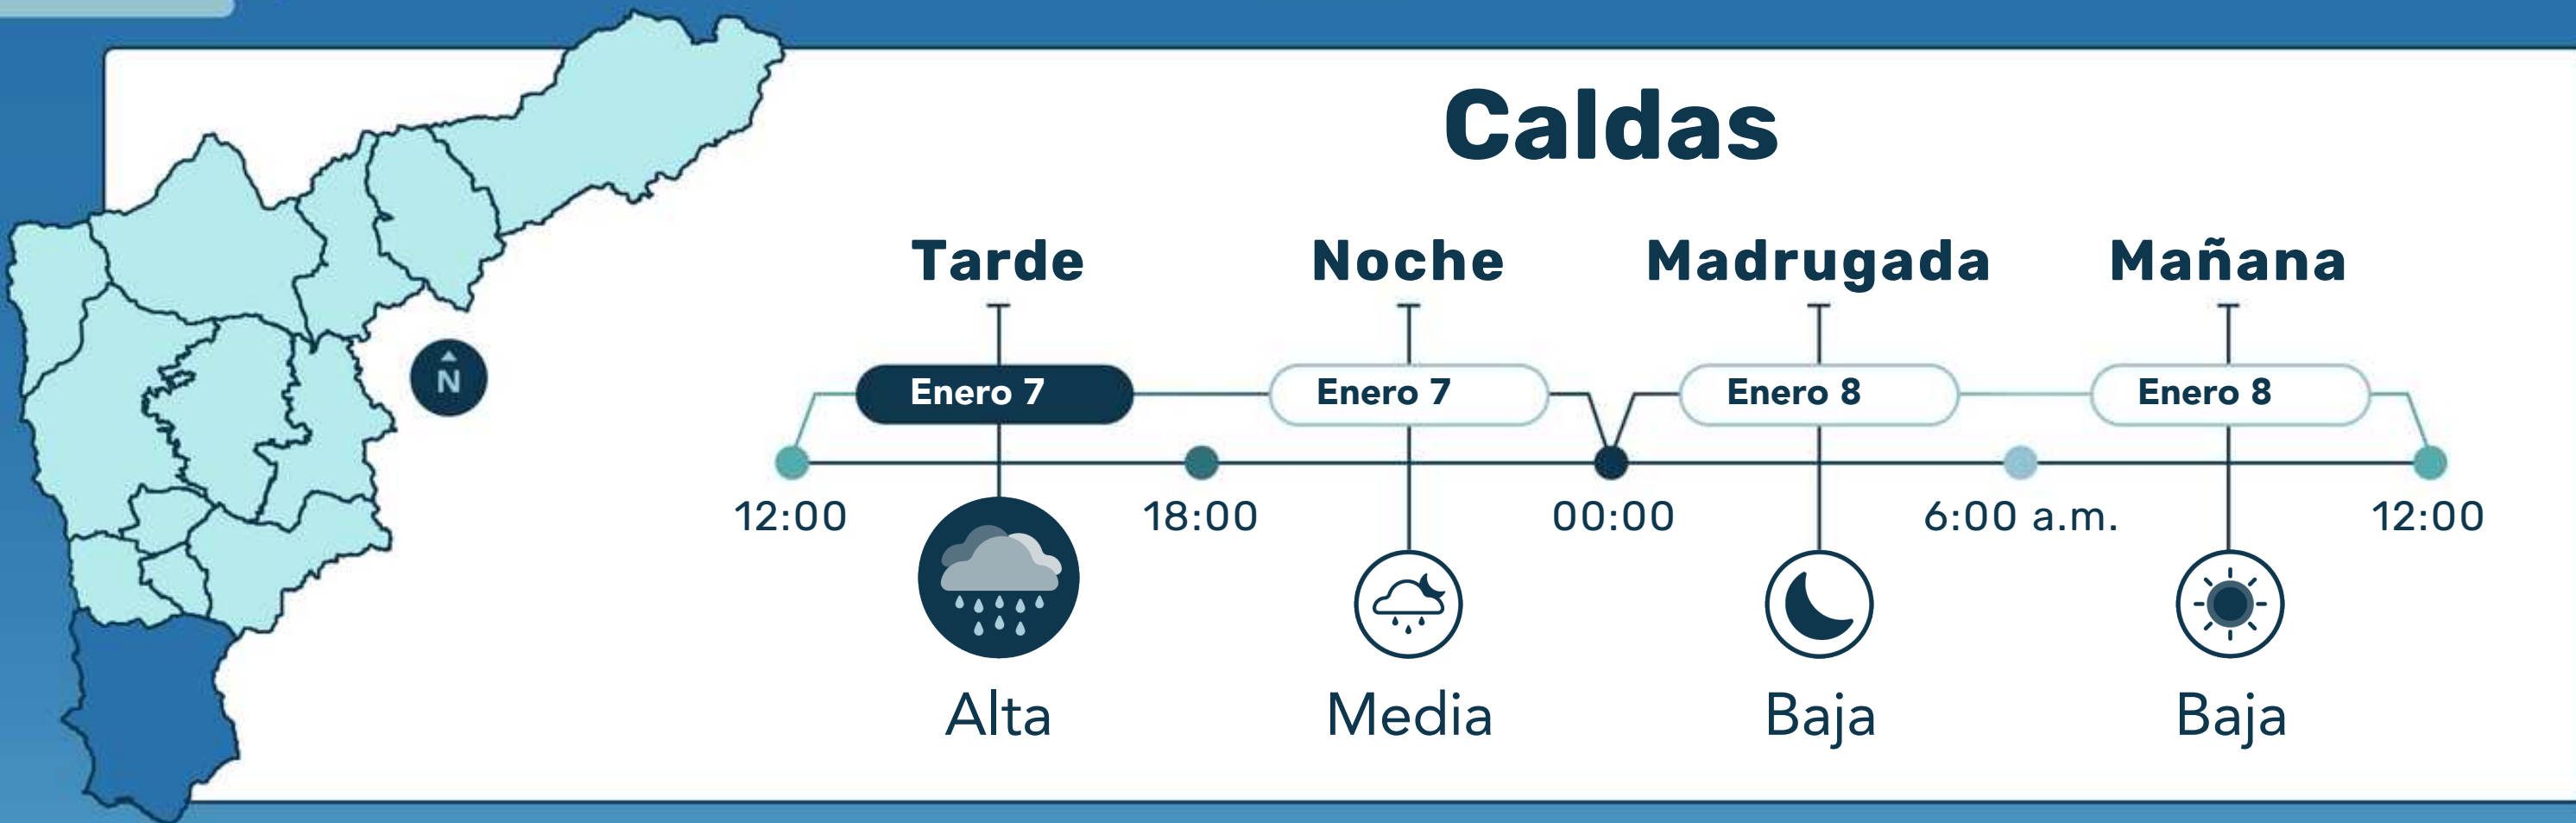 Caldas
Tarde Noche Madrugada Mañana
Enero 7 Enero 7 Enero 8 Enero 8
N
12:00 18:00 00:00 6:00 a.m. 12:00
Alta Media Baja Baja